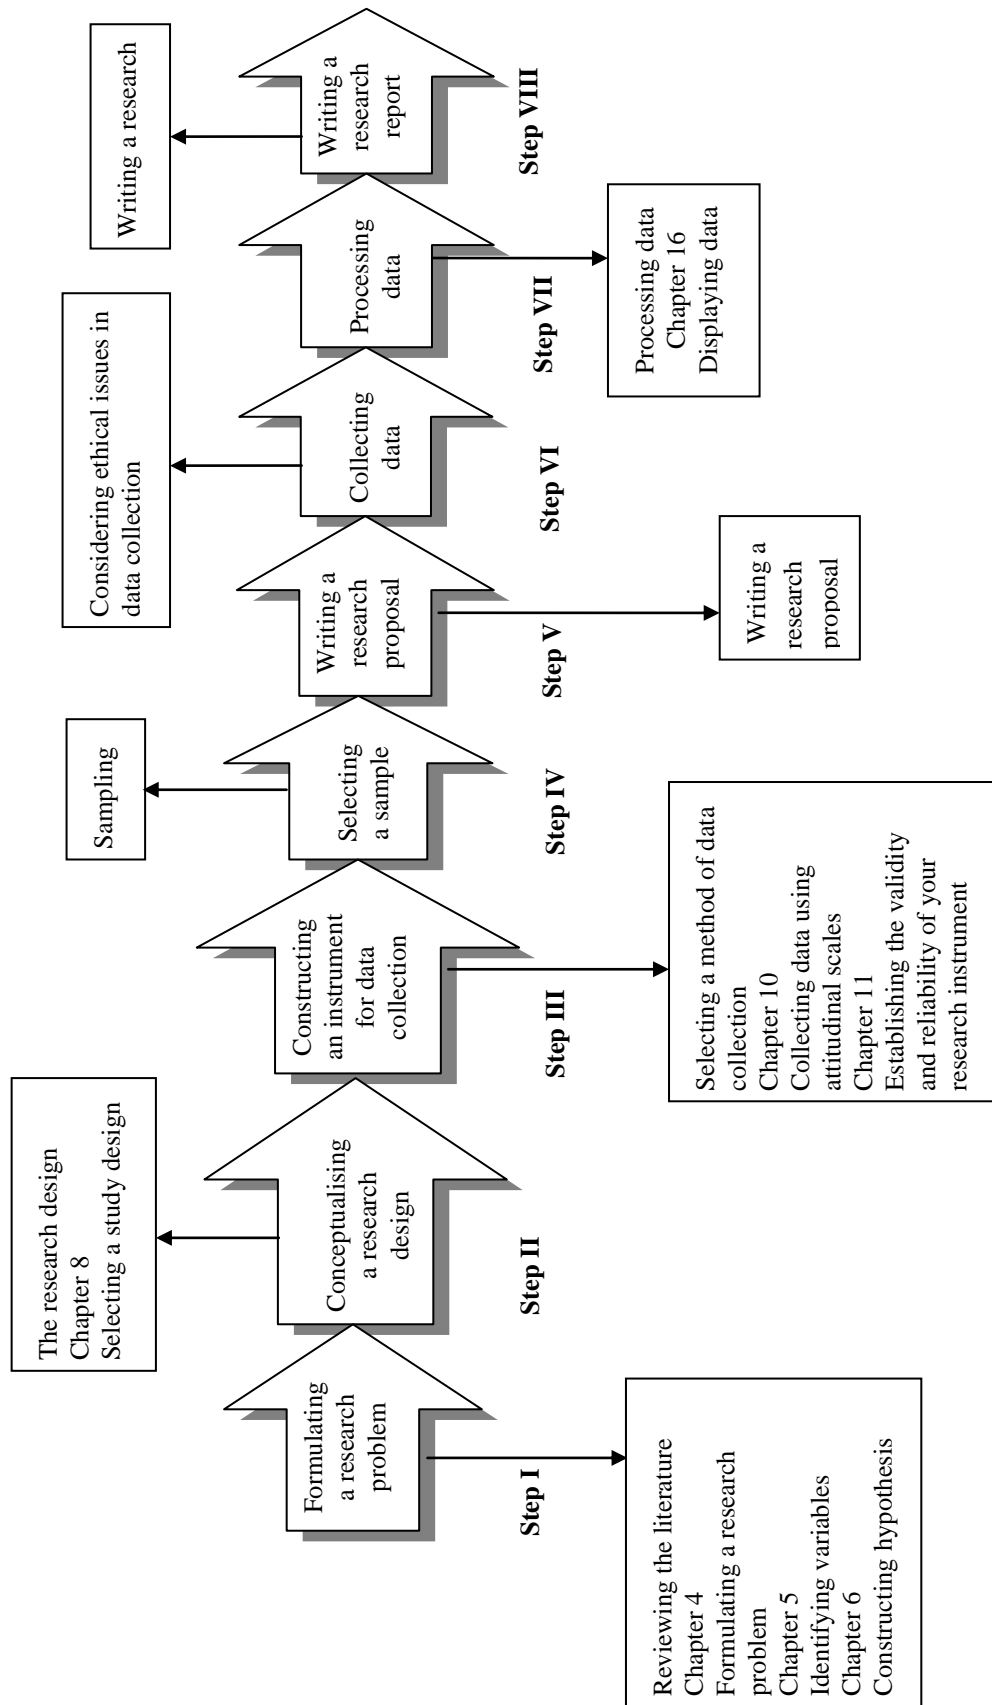 The research design
Chapter 8
Selecting a study design
Sampling
Considering ethical issues in
data collection
Writing a research
Formulating
a research
problem
Conceptualising
a research
design
Constructing
an instrument
for data
collection
Selecting
a sample
Writing a
research
proposal
Collecting
data
Processing
data
Writing a
research
report
Step I
Step II
Step III
Step IV
Step V
Step VI
Step VII
Step VIII
Reviewing the literature
Chapter 4
Formulating a research
problem
Chapter 5
Identifying variables
Chapter 6
Constructing hypothesis
Selecting a method of data
collection
Chapter 10
Collecting data using
attitudinal scales
Chapter 11
Establishing the validity
and reliability of your
research instrument
Writing a
research
proposal
Processing data
Chapter 16
Displaying data